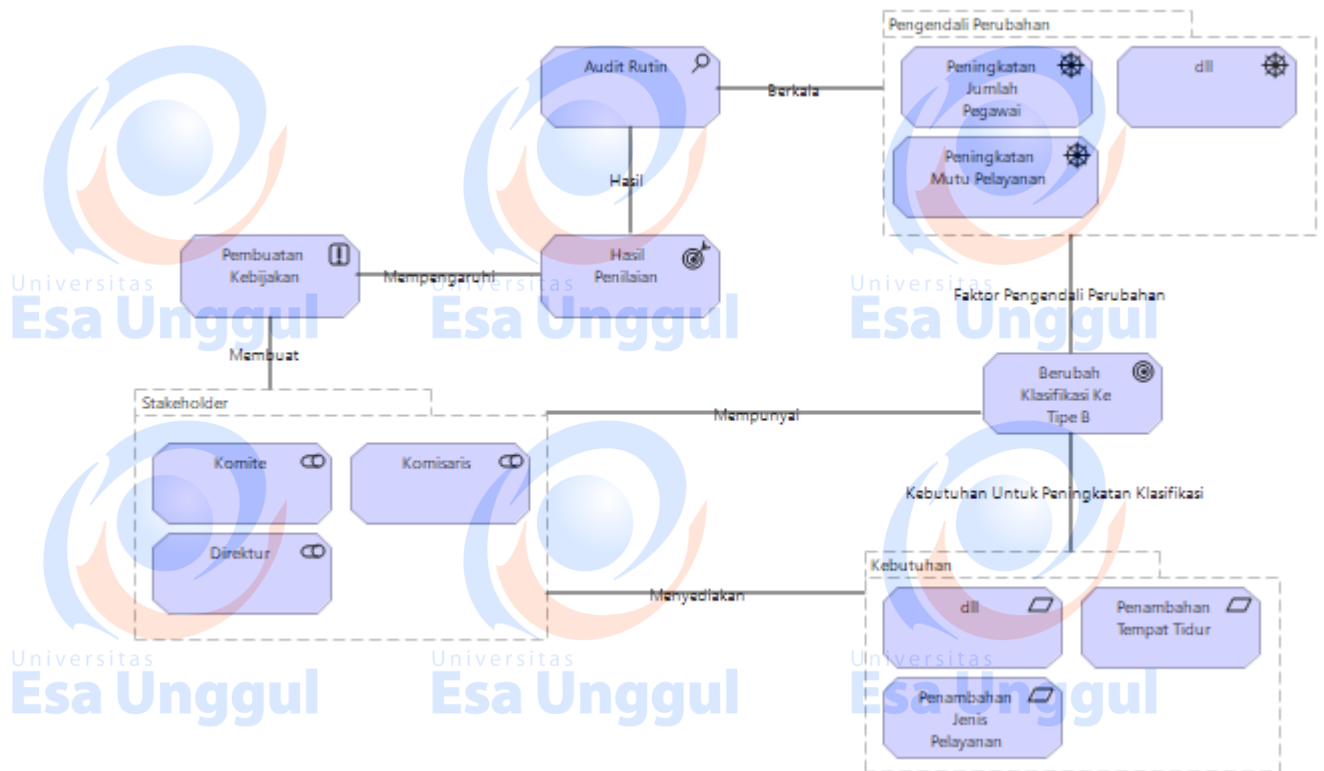 Pengendali Perubahan
Audit Rutin
Peningkatan
Jumlah
Pegawai
dll
Berkala
Peningkatan
Mutu Pelayanan
Hasil
Pembuatan
Kebijakan
Mempengaruhi
Hasil
Penilaian
Universitas
Esa Unggul
Universitas
Esa Unggul
Universitas
Esa Unggul
Faktor Pengendali Perubahan
Membuat
Berubah
Klasifikasi Ke
Tipe B
Stakeholder
Mempunyai
Komite
Komisaris
Kebutuhan Untuk Peningkatan Klasifikasi
Direktur
Kebutuhan
Menyediakan
dll
Penambahan
Tempat Tidur
Universitas
Esa Unggul
Universitas
Esa Unggul
Universitas
Esa Unggul
Penambahan
Jenis
Pelayanan